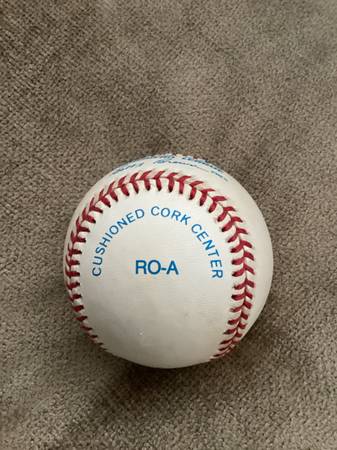 CUSHIONED CORK CENTER
RO-A